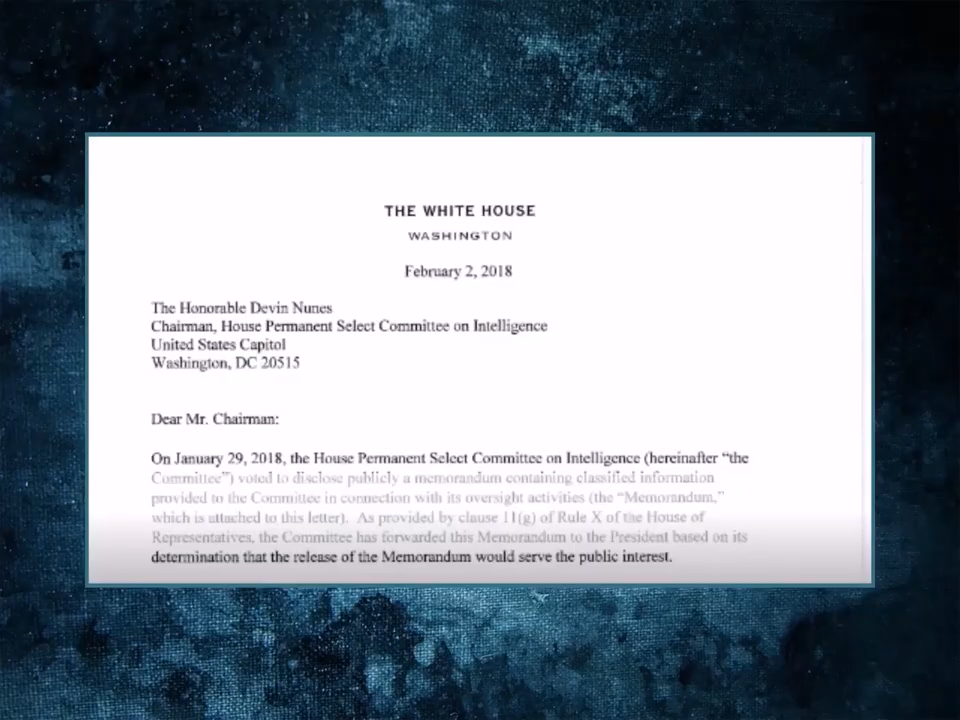 THE WHITE HOUSE
WASHINGTON
February 2, 2018
The Honorable Devin Nunes
Chairman, House Permanent Select Committee on Intelligence
United States Capitol
Washington, DC 20515
Dear Mr. Chairman:
On January 29, 2018, the House Permanent Select Committee on Intelligence (hereinafter “the
Committee”) voted to disclose publicly a memorandum containing classified information
provided to the Committee in connection with its oversight activities (the “Memorandum,”
which is attached to this letter). As provided by clause 11(g) of Rule X of the House of
Representatives, the Committee has forwarded this Memorandum to the President based on its
determination that the release of the Memorandum would serve the public interest.